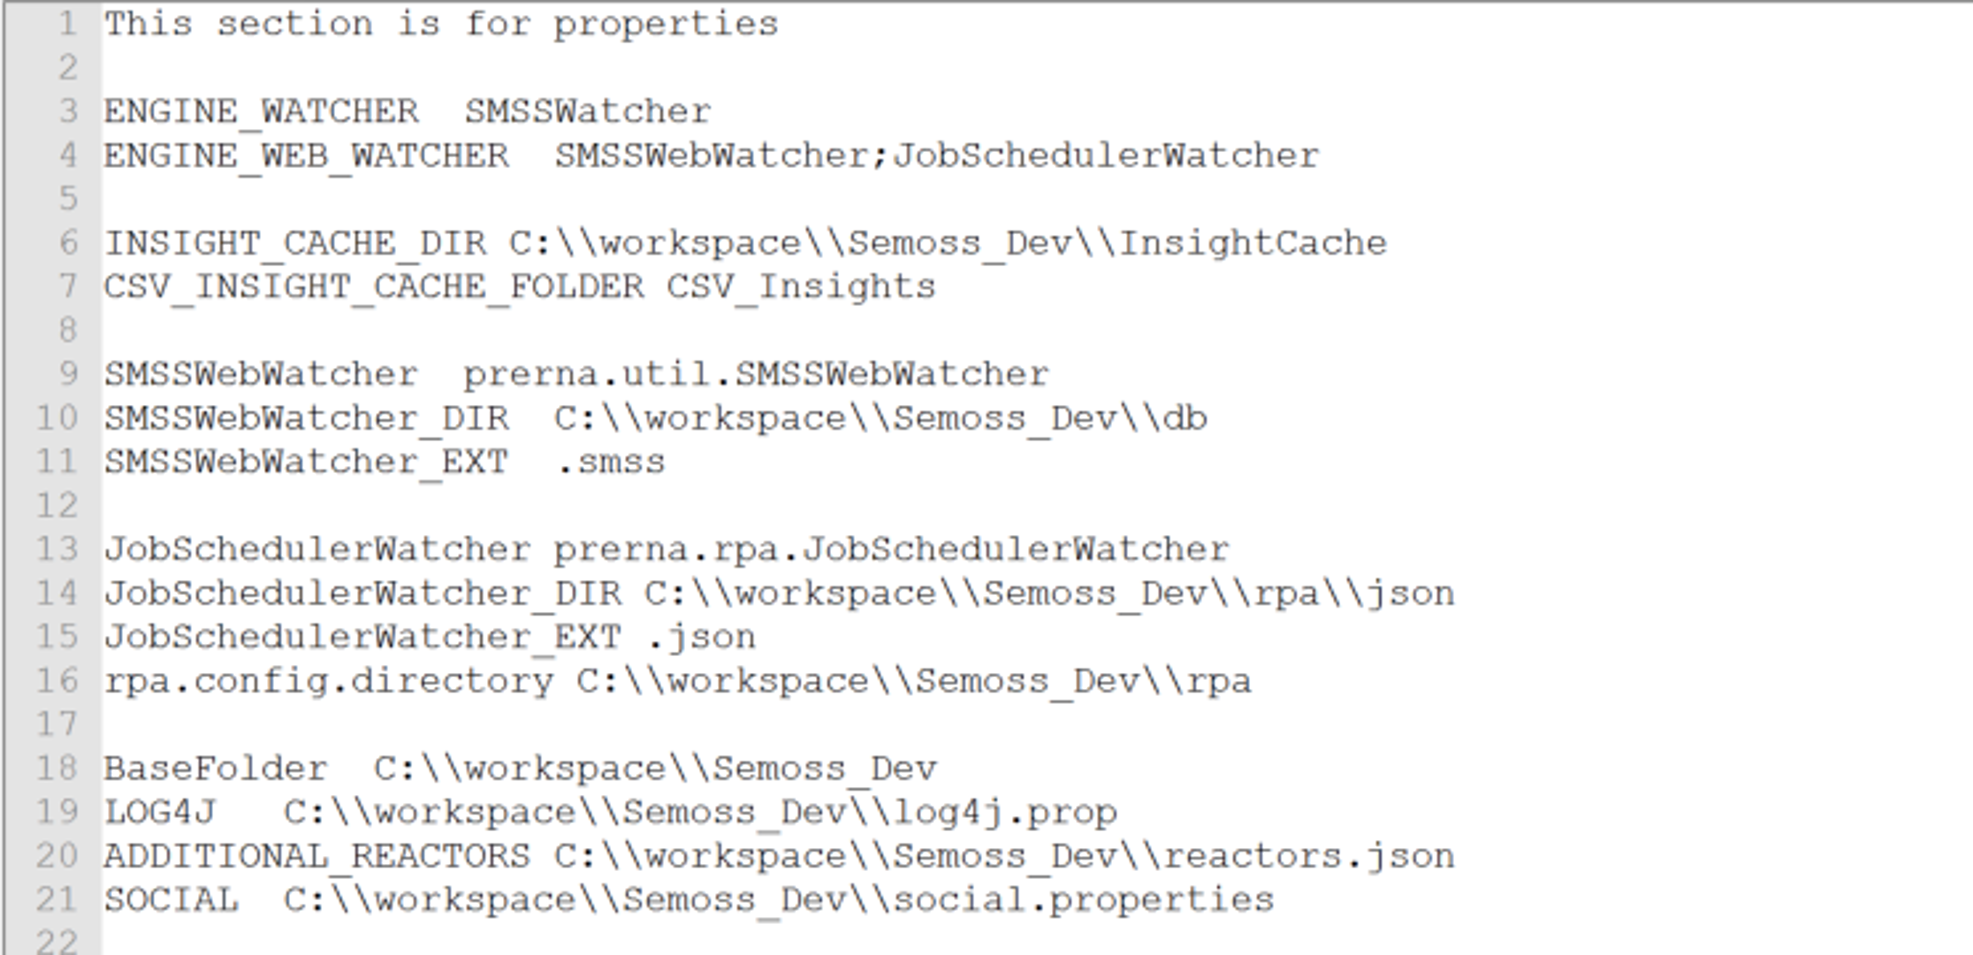 1 This section is for properties
2
3 ENGINE_WATCHER  SMSSWatcher
4 ENGINE_WEB_WATCHER  SMSSWebWatcher;JobSchedulerWatcher
5
6 INSIGHT_CACHE_DIR C:\\workspace\\Semoss_Dev\\InsightCache
7 CSV_INSIGHT_CACHE_FOLDER CSV_Insights
8
9 SMSSWebWatcher  prerna.util.SMSSWebWatcher
10 SMSSWebWatcher_DIR  C:\\workspace\\Semoss_Dev\\db
11 SMSSWebWatcher_EXT  .smss
12
13 JobSchedulerWatcher prerna.rpa.JobSchedulerWatcher
14 JobSchedulerWatcher_DIR C:\\workspace\\Semoss_Dev\\rpa\\json
15 JobSchedulerWatcher_EXT .json
16 rpa.config.directory C:\\workspace\\Semoss_Dev\\rpa
17
18 BaseFolder  C:\\workspace\\Semoss_Dev
19 LOG4J   C:\\workspace\\Semoss_Dev\\log4j.prop
20 ADDITIONAL_REACTORS C:\\workspace\\Semoss_Dev\\reactors.json
21 SOCIAL  C:\\workspace\\Semoss_Dev\\social.properties
22